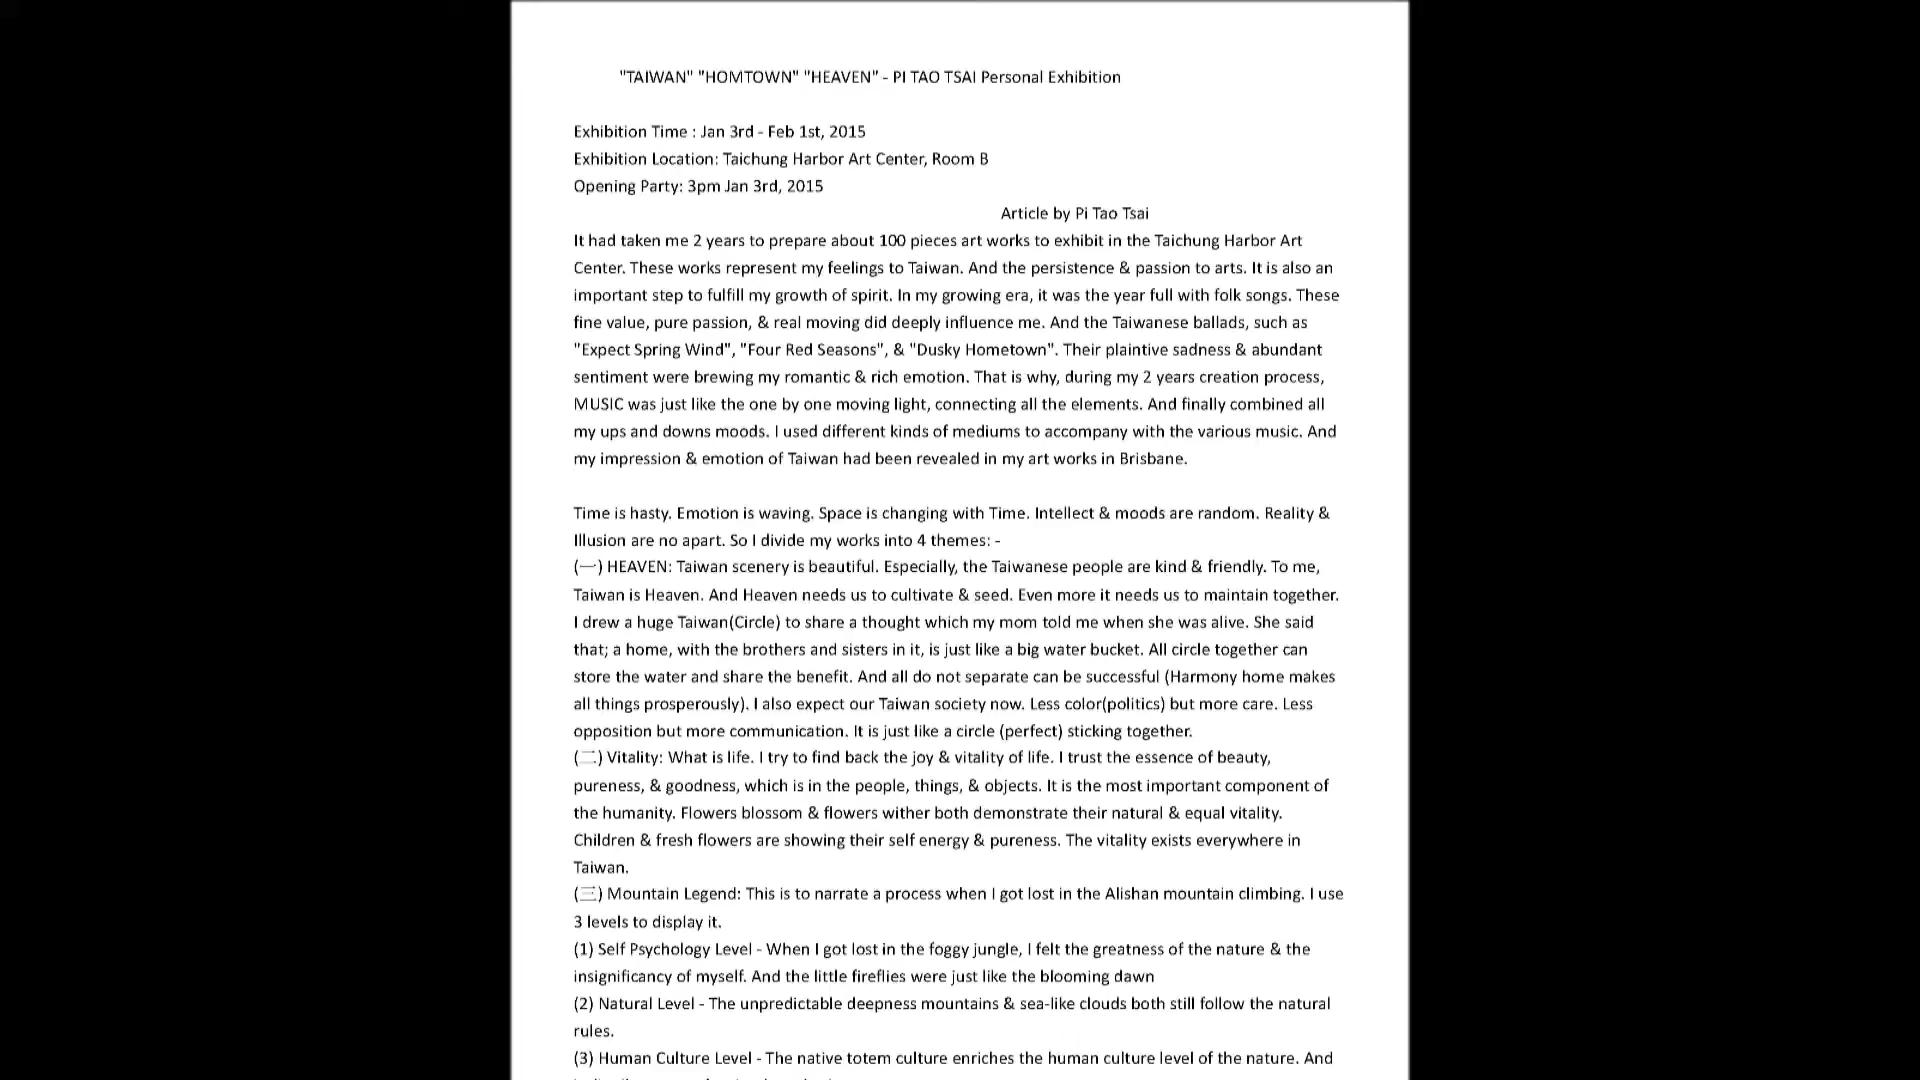 "TAIWAN" "HOMTOWN" "HEAVEN" - PI TAO TSAI Personal Exhibition
Exhibition Time : Jan 3rd - Feb 1st, 2015
Exhibition Location: Taichung Harbor Art Center, Room B
Opening Party: 3pm Jan 3rd, 2015
Article by Pi Tao Tsai
It had taken me 2 years to prepare about 100 pieces art works to exhibit in the Taichung Harbor Art
Center. These works represent my feelings to Taiwan. And the persistence & passion to arts. It is also an
important step to fulfill my growth of spirit. In my growing era, it was the year full with folk songs. These
fine value, pure passion, & real moving did deeply influence me. And the Taiwanese ballads, such as
"Expect Spring Wind", "Four Red Seasons", & "Dusky Hometown". Their plaintive sadness & abundant
sentiment were brewing my romantic & rich emotion. That is why, during my 2 years creation process,
MUSIC was just like the one by one moving light, connecting all the elements. And finally combined all
my ups and downs moods. I used different kinds of mediums to accompany with the various music. And
my impression & emotion of Taiwan had been revealed in my art works in Brisbane.
Time is hasty. Emotion is waving. Space is changing with Time. Intellect & moods are random. Reality &
Illusion are no apart. So I divide my works into 4 themes: -
(一) HEAVEN: Taiwan scenery is beautiful. Especially, the Taiwanese people are kind & friendly. To me,
Taiwan is Heaven. And Heaven needs us to cultivate & seed. Even more it needs us to maintain together.
I drew a huge Taiwan(Circle) to share a thought which my mom told me when she was alive. She said
that; a home, with the brothers and sisters in it, is just like a big water bucket. All circle together can
store the water and share the benefit. And all do not separate can be successful (Harmony home makes
all things prosperously). I also expect our Taiwan society now. Less color(politics) but more care. Less
opposition but more communication. It is just like a circle (perfect) sticking together.
(二) Vitality: What is life. I try to find back the joy & vitality of life. I trust the essence of beauty,
pureness, & goodness, which is in the people, things, & objects. It is the most important component of
the humanity. Flowers blossom & flowers wither both demonstrate their natural & equal vitality.
Children & fresh flowers are showing their self energy & pureness. The vitality exists everywhere in
Taiwan.
(三) Mountain Legend: This is to narrate a process when I got lost in the Alishan mountain climbing. I use
3 levels to display it.
(1) Self Psychology Level - When I got lost in the foggy jungle, I felt the greatness of the nature & the
insignificancy of myself. And the little fireflies were just like the blooming dawn
(2) Natural Level - The unpredictable deepness mountains & sea-like clouds both still follow the natural
rules.
(3) Human Culture Level - The native totem culture enriches the human culture level of the nature. And